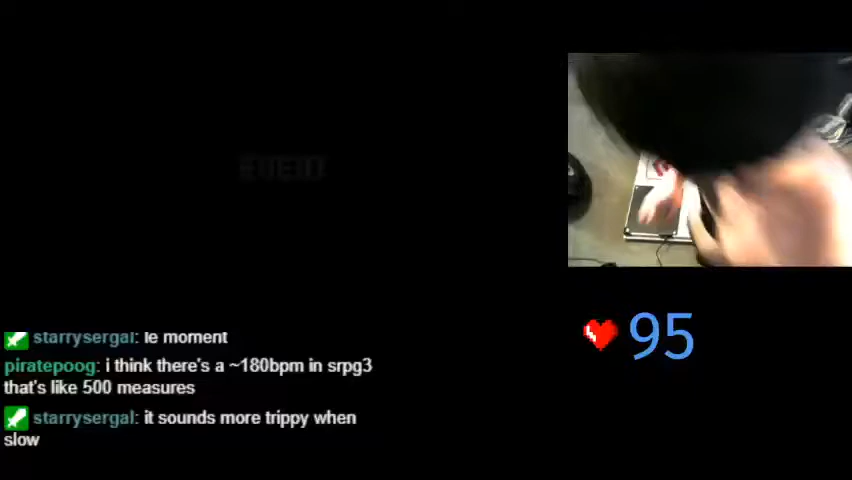 EVENT
starrysergal: le moment
piratepoog: i think there's a ~180bpm in srpg3
that's like 500 measures
starrysergal: it sounds more trippy when
slow
95